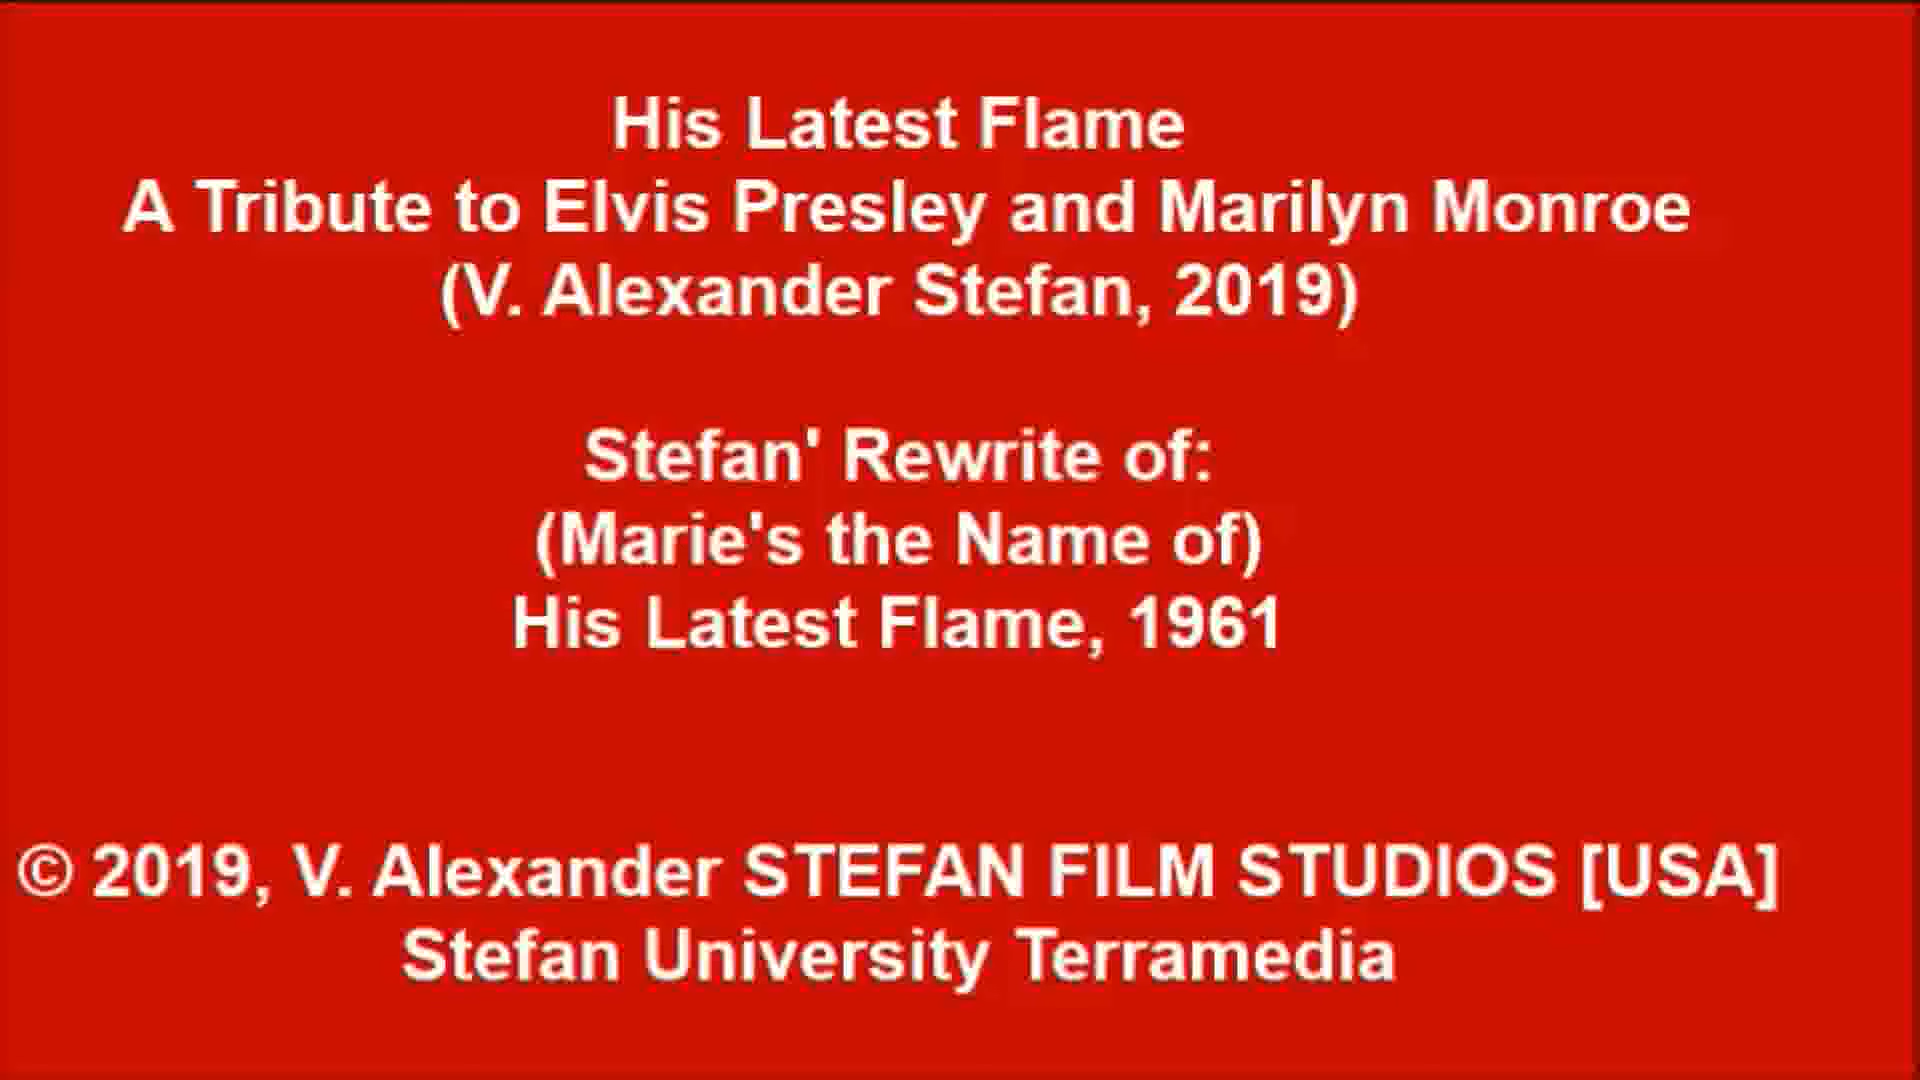 His Latest Flame
A Tribute to Elvis Presley and Marilyn Monroe
(V. Alexander Stefan, 2019)
Stefan' Rewrite of:
(Marie's the Name of)
His Latest Flame, 1961
© 2019, V. Alexander STEFAN FILM STUDIOS [USA]
Stefan University Terramedia